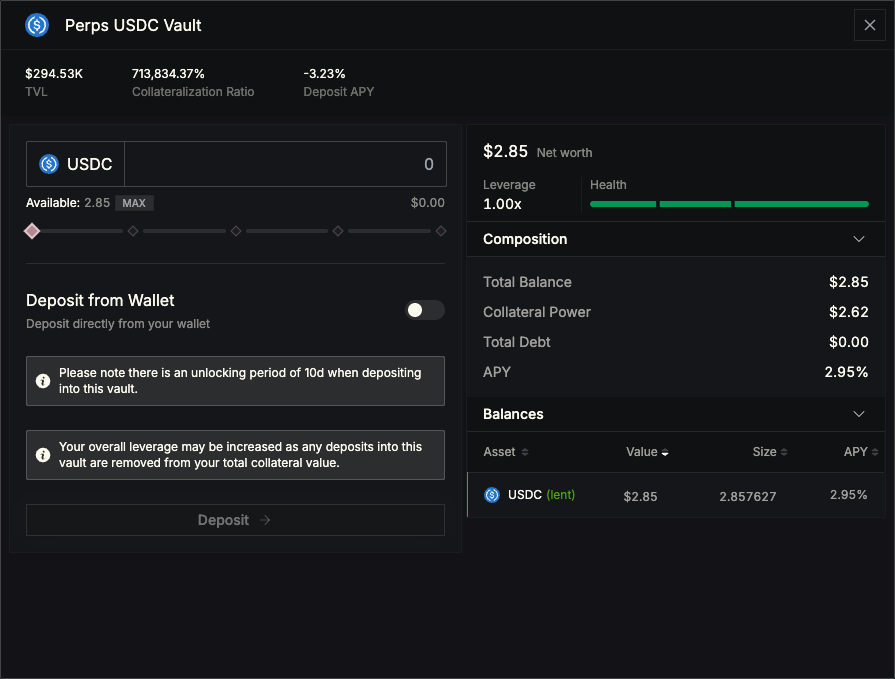 Perps USDC Vault
$294.53K 713,834.37% -3.23%
TVL Collateralization Ratio Deposit APY
USDC 0
Available: 2.85 MAX $0.00
Deposit from Wallet
Deposit directly from your wallet
Please note there is an unlocking period of 10d when depositing
into this vault.
Your overall leverage may be increased as any deposits into this
vault are removed from your total collateral value.
Deposit →
$2.85 Net worth
Leverage Health
1.00x
Composition
Total Balance $2.85
Collateral Power $2.62
Total Debt $0.00
APY 2.95%
Balances
Asset Value Size APY
USDC (lent) $2.85 2.857627 2.95%